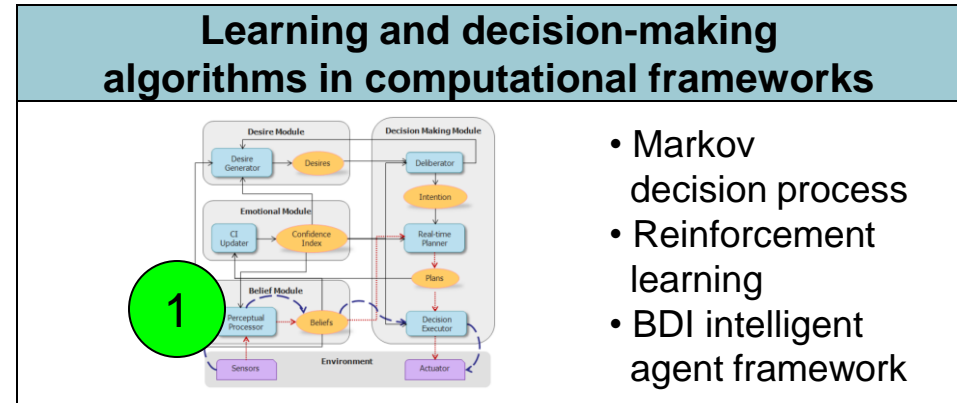 Learning and decision-making
algorithms in computational frameworks
Desire Module
Decision Making Module
Desire
Generator
Desires
Deliberator
Intention
Emotional Module
CI
Updater
Confidence
Index
Real-time
Planner
Plans
1
Belief Module
Perceptual
Processor
Beliefs
Decision
Executor
Environment
Sensors
Actuator
• Markov
decision process
• Reinforcement
learning
• BDI intelligent
agent framework